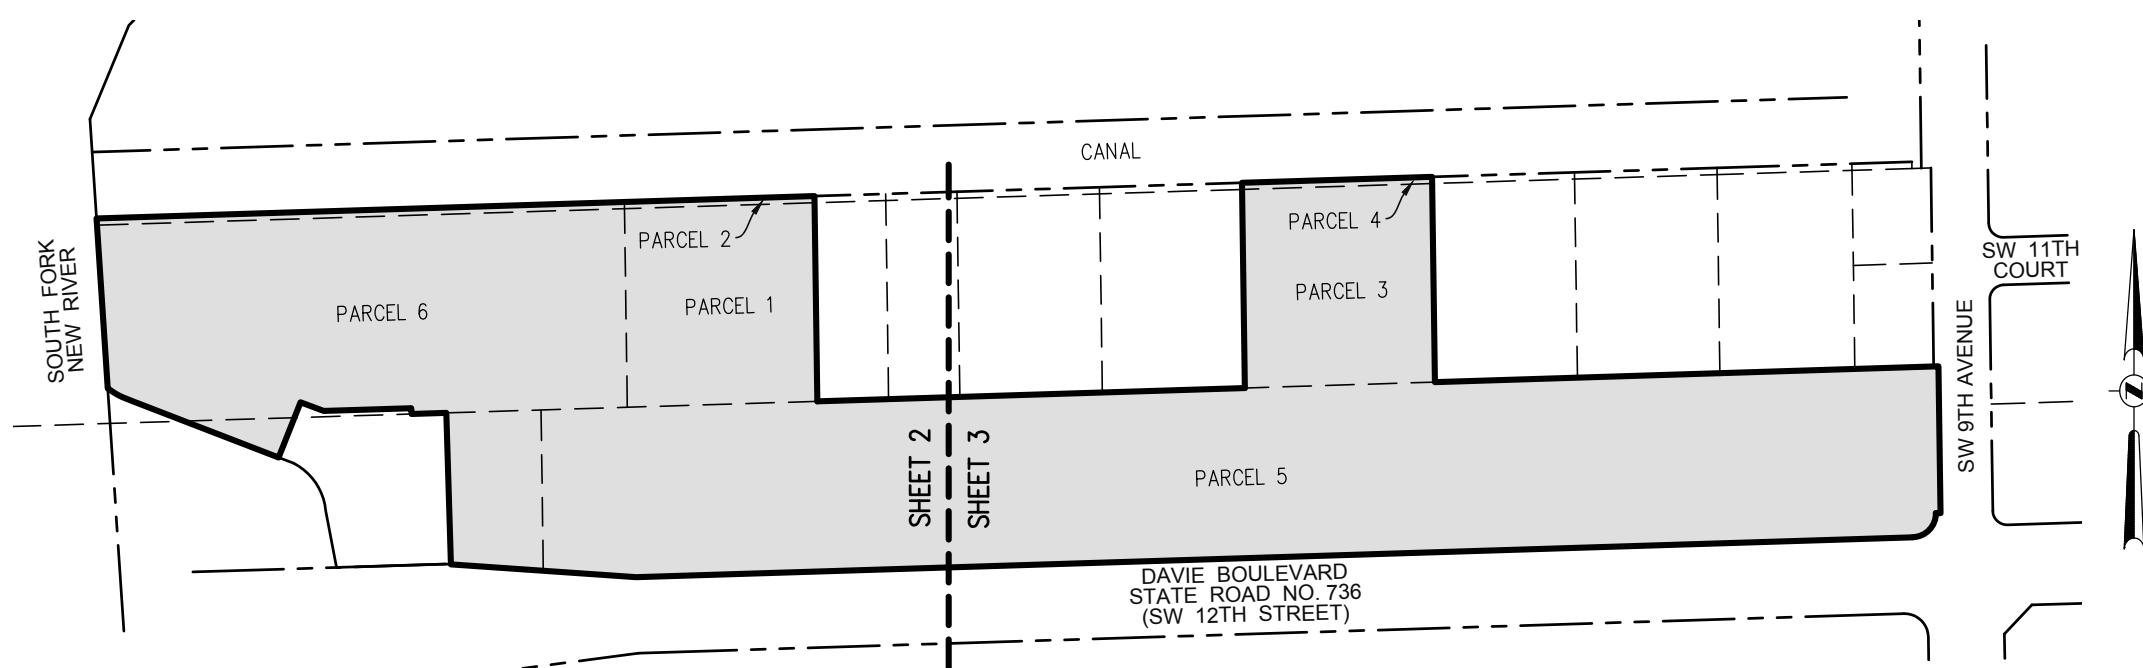 CANAL
PARCEL 2
PARCEL 4
SOUTH FORK
NEW RIVER
PARCEL 6
PARCEL 1
PARCEL 3
SW 11TH
COURT
SW 9TH AVENUE
SHEET 2
SHEET 3
PARCEL 5
DAVIE BOULEVARD
STATE ROAD NO. 736
(SW 12TH STREET)
N